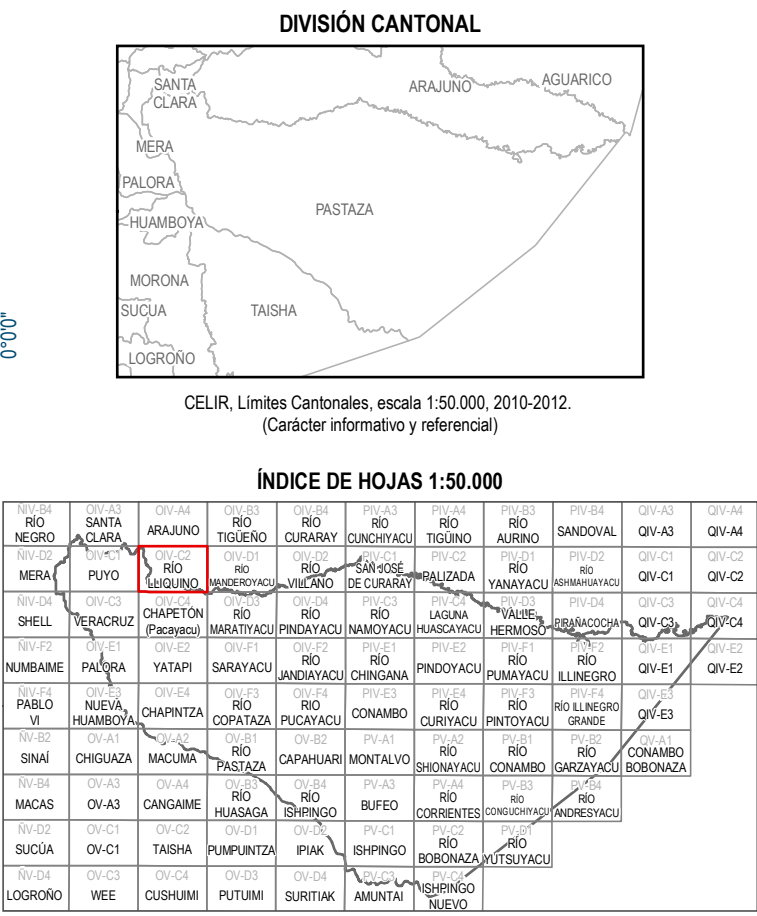 DIVISIÓN CANTONAL
SANTA
CLARA
ARAJUNO
AGUARICO
MERA
PALORA
PASTAZA
HUAMBOYA
MORONA
SUCUA
TAISHA
LOGROÑO
0°0'0"
CELIR, Límites Cantonales, escala 1:50.000, 2010-2012.
(Carácter informativo y referencial)
ÍNDICE DE HOJAS 1:50.000
ÑIV-B4 OIV-A3 OIV-A4 OIV-B3 OIV-B4 PIV-A3 PIV-A4 PIV-B3 PIV-B4 QIV-A3 QIV-A4
RÍO SANTA ARAJUNO RÍO RÍO RÍO RÍO RÍO SANDOVAL QIV-A3 QIV-A4
NEGRO CLARA TIGÜEÑO CURARAY CUNCHIYACU TIGÜINO AURINO
ÑIV-D2 OIV-C1 OIV-C2 OIV-D1 OIV-D2 PIV-C1 PIV-C2 PIV-D1 PIV-D2 QIV-C1 QIV-C2
MERA PUYO RÍO RÍO RÍO SAN JOSÉ PALIZADA RÍO RÍO QIV-C1 QIV-C2
LLIQUINO MANDEROYACU VILLANO DE CURARAY YANAYACU ASHMAHUAYACU
ÑIV-D4 OIV-C3 OIV-C4 OIV-D3 OIV-D4 PIV-C3 PIV-C4 PIV-D3 PIV-D4 QIV-C3 QIV-C4
SHELL VERACRUZ CHAPETÓN RÍO RÍO RÍO LAGUNA VALLE PIRAÑACOCHA QIV-C3 QIV-C4
(Pacayacu) MARATIYACU PINDAYACU NAMOYACU HUASCAYACU HERMOSO
ÑIV-F2 OIV-E1 OIV-E2 OIV-F1 OIV-F2 PIV-E1 PIV-E2 PIV-F1 PIV-F2 QIV-E1 QIV-E2
NUMBAIME PALORA YATAPI SARAYACU RÍO RÍO PINDOYACU RÍO RÍO QIV-E1 QIV-E2
JANDIAYACU CHINGANA PUMAYACU ILLINEGRO
ÑIV-F4 OIV-E3 OIV-E4 OIV-F3 OIV-F4 PIV-E3 PIV-E4 PIV-F3 PIV-F4 QIV-E3
PABLO NUEVA CHAPINTZA RÍO RÍO CONAMBO RÍO RÍO RÍO ILLINEGRO QIV-E3
VI HUAMBOYA COPATAZA PUCAYACU CURIYACU PINTOYACU GRANDE
ÑV-B2 OV-A1 OV-A2 OV-B1 OV-B2 PV-A1 PV-A2 PV-B1 PV-B2 QV-A1
SINAÍ CHIGUAZA MACUMA RÍO CAPAHUARI MONTALVO RÍO RÍO RÍO CONAMBO
PASTAZA SHIONAYACU CONAMBO GARZAYACU BOBONAZA
ÑV-B4 OV-A3 OV-A4 OV-B3 OV-B4 PV-A3 PV-A4 PV-B3 PV-B4
MACAS OV-A3 CANGAIME RÍO RÍO BUFEO RÍO RÍO RÍO
HUASAGA ISHPINGO CORRIENTES CONGUCHIYACU ANDRESYACU
ÑV-D2 OV-C1 OV-C2 OV-D1 OV-D2 PV-C1 PV-C2 PV-D1
SUCÚA OV-C1 TAISHA PUMPUINTZA IPIAK ISHPINGO RÍO RÍO
BOBONAZA YUTSUYACU
ÑV-D4 OV-C3 OV-C4 OV-D3 OV-D4 PV-C3 PV-C4
LOGROÑO WEE CUSHUIMI PUTUIMI SURITIAK AMUNTAI ISHPINGO
NUEVO